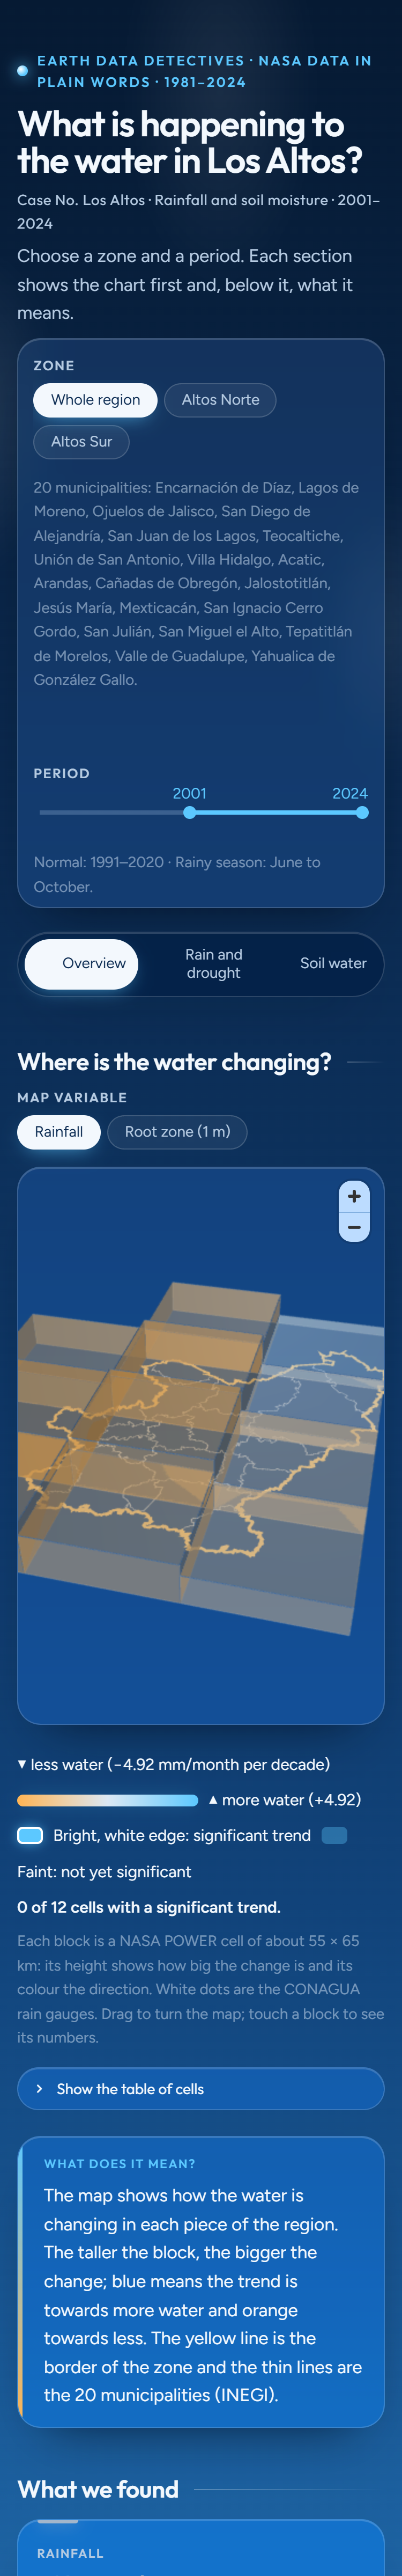 EARTH DATA DETECTIVES · NASA DATA IN
PLAIN WORDS · 1981–2024
What is happening to
the water in Los Altos?
Case No. Los Altos · Rainfall and soil moisture · 2001–
2024
Choose a zone and a period. Each section
shows the chart first and, below it, what it
means.
ZONE
Whole region
Altos Norte
Altos Sur
20 municipalities: Encarnación de Díaz, Lagos de
Moreno, Ojuelos de Jalisco, San Diego de
Alejandría, San Juan de los Lagos, Teocaltiche,
Unión de San Antonio, Villa Hidalgo, Acatic,
Arandas, Cañadas de Obregón, Jalostotitlán,
Jesús María, Mexticacán, San Ignacio Cerro
Gordo, San Julián, San Miguel el Alto, Tepatitlán
de Morelos, Valle de Guadalupe, Yahualica de
González Gallo.
PERIOD
2001 2024
Normal: 1991–2020 · Rainy season: June to
October.
Overview
Rain and
drought
Soil water
Where is the water changing?
MAP VARIABLE
Rainfall
Root zone (1 m)
+
−
▼ less water (−4.92 mm/month per decade)
▲ more water (+4.92)
Bright, white edge: significant trend
Faint: not yet significant
0 of 12 cells with a significant trend.
Each block is a NASA POWER cell of about 55 × 65
km: its height shows how big the change is and its
colour the direction. White dots are the CONAGUA
rain gauges. Drag to turn the map; touch a block to see
its numbers.
Show the table of cells
WHAT DOES IT MEAN?
The map shows how the water is
changing in each piece of the region.
The taller the block, the bigger the
change; blue means the trend is
towards more water and orange
towards less. The yellow line is the
border of the zone and the thin lines are
the 20 municipalities (INEGI).
What we found
RAINFALL